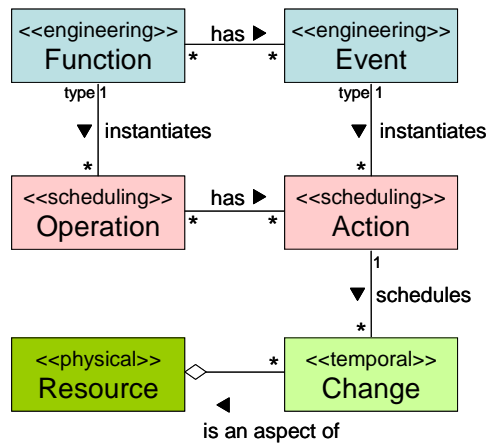 <<engineering>>
Function
has ▶
* *
<<engineering>>
Event
type 1
type 1
▼ instantiates
▼ instantiates
*
*
<<scheduling>>
Operation
has ▶
* *
<<scheduling>>
Action
1
▼ schedules
*
<<physical>>
Resource
*
<<temporal>>
Change
◀
is an aspect of